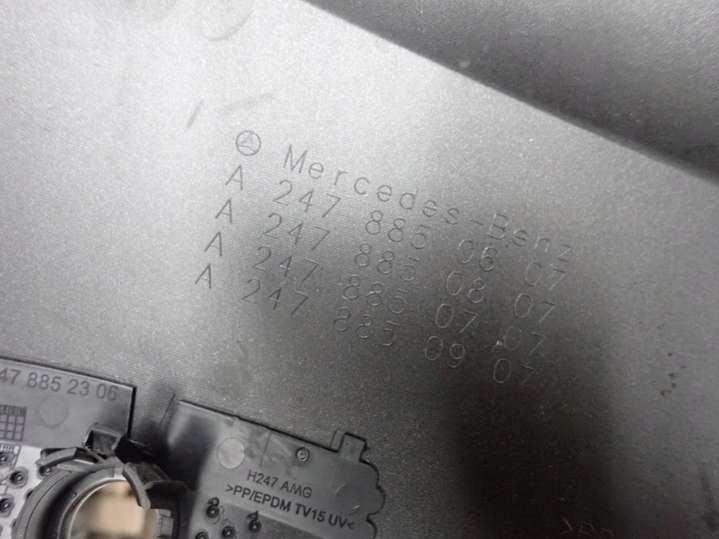 Mercedes-Benz
A 247 885 06 07
A 247 885 08 07
A 247 885 07 07
A 247 885 09 07
47 885 23 06
H247 AMG
>PP/EPDM TV15 UV<